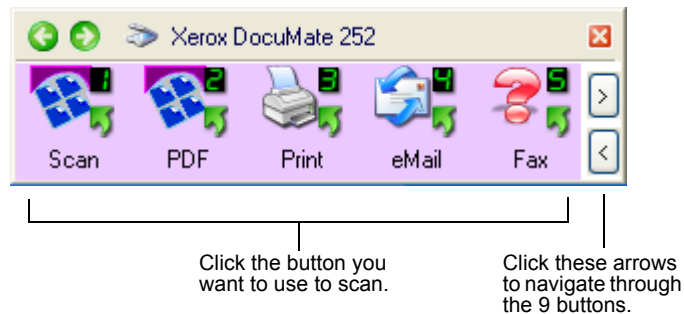 Xerox DocuMate 252
1 2 3 4 5
Scan PDF Print eMail Fax
>
<
Click the button you
want to use to scan.
Click these arrows
to navigate through
the 9 buttons.